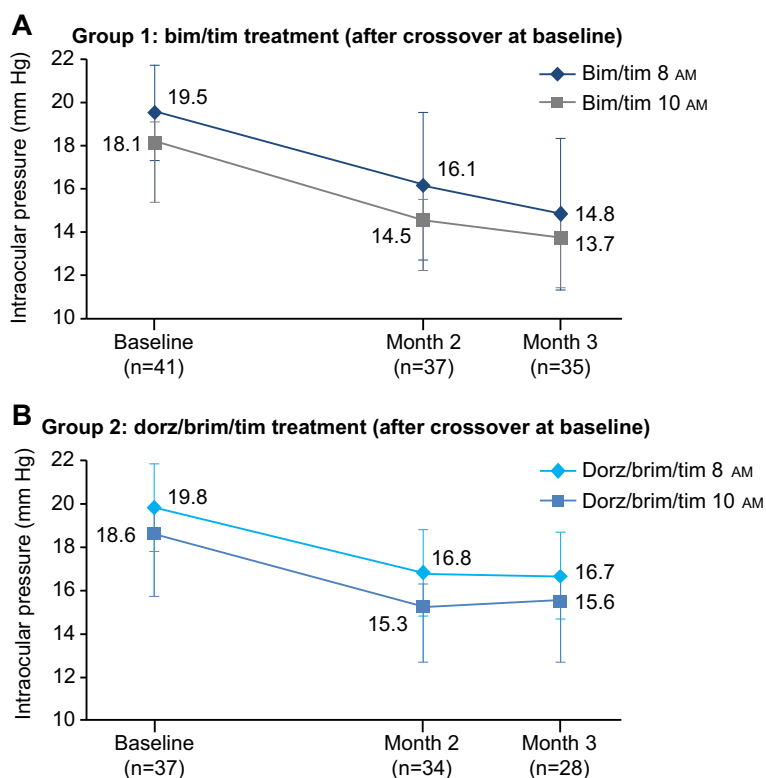 A
Group 1: bim/tim treatment (after crossover at baseline)
Intraocular pressure (mm Hg)
22
20
18
16
14
12
10
19.5
18.1
16.1
14.5
14.8
13.7
Bim/tim 8 AM
Bim/tim 10 AM
Baseline
(n=41)
Month 2
(n=37)
Month 3
(n=35)
B
Group 2: dorz/brim/tim treatment (after crossover at baseline)
Intraocular pressure (mm Hg)
22
20
18
16
14
12
10
19.8
18.6
16.8
15.3
16.7
15.6
Dorz/brim/tim 8 AM
Dorz/brim/tim 10 AM
Baseline
(n=37)
Month 2
(n=34)
Month 3
(n=28)